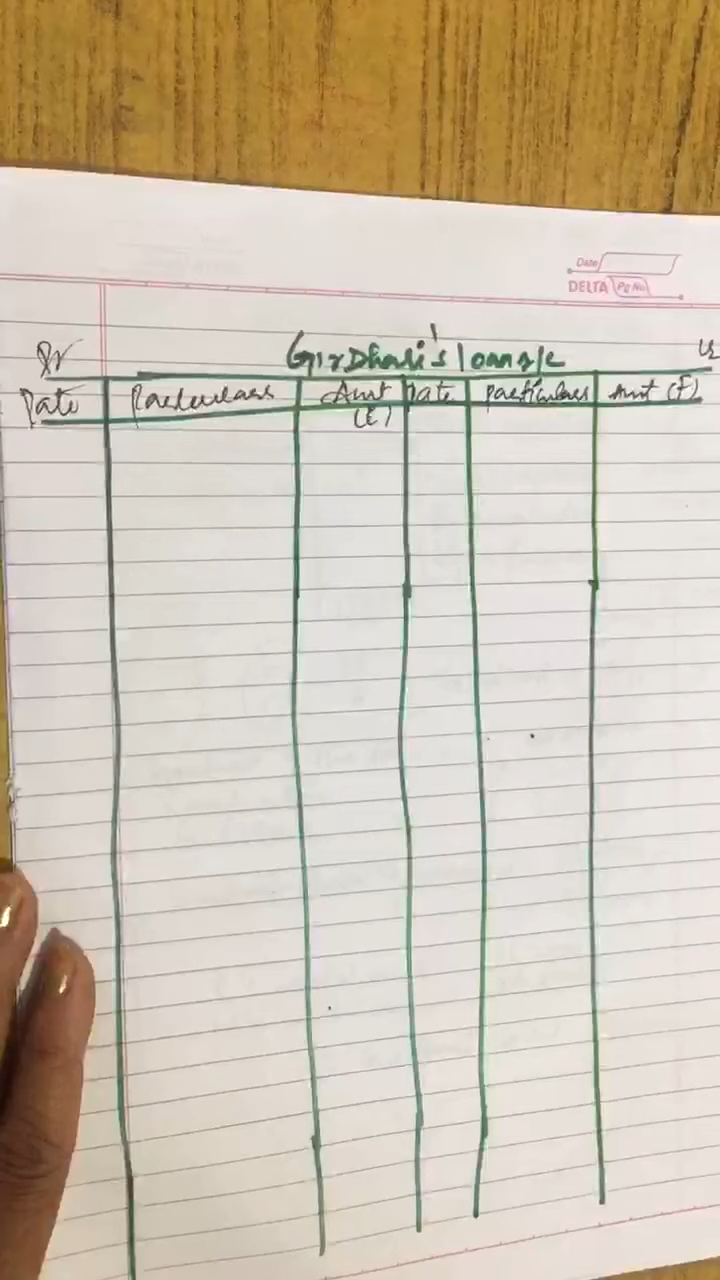 Date
DELTA Pg No
Dr Girdhari's loan a/c Cr
Date Particulars Amt Date particulars Amt (₹)
(₹)